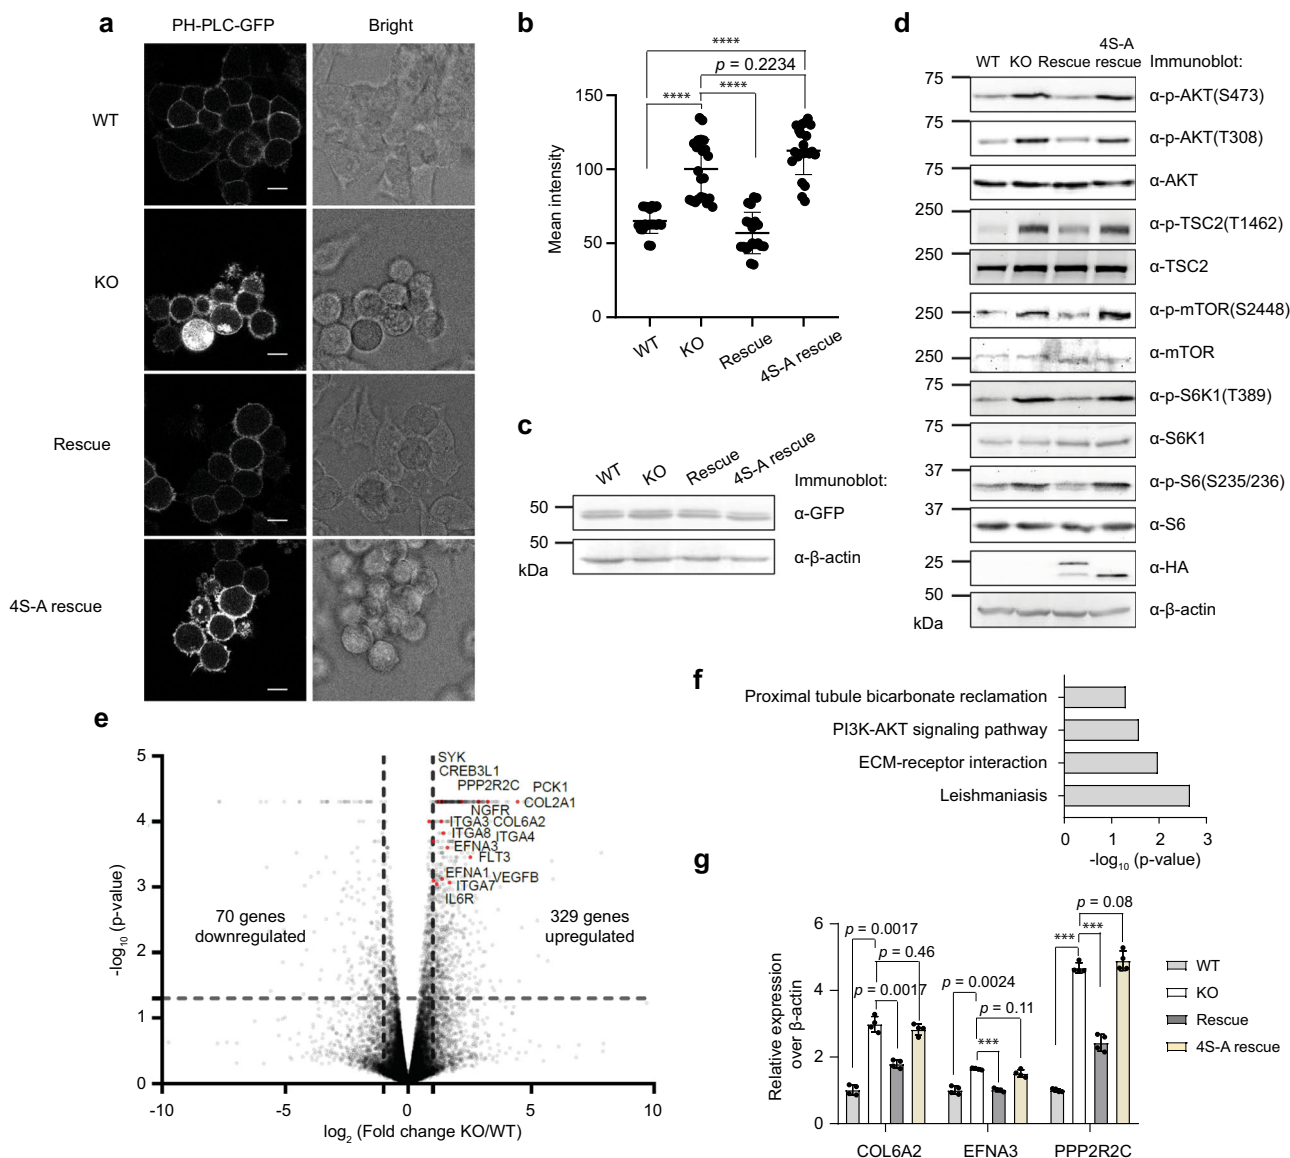 a
PH-PLC-GFP
Bright
WT
KO
Rescue
4S-A rescue
b
****
p = 0.2234
**** ****
150
100
50
0
Mean intensity
WT
KO
Rescue
4S-A rescue
c
WT KO Rescue 4S-A rescue
Immunoblot:
50 α-GFP
50 α-β-actin
kDa
d
WT KO Rescue 4S-A rescue Immunoblot:
75 α-p-AKT(S473)
75 α-p-AKT(T308)
75 α-AKT
250 α-p-TSC2(T1462)
250 α-TSC2
250 α-p-mTOR(S2448)
250 α-mTOR
75 α-p-S6K1(T389)
75 α-S6K1
37 α-p-S6(S235/236)
37 α-S6
25 α-HA
50 α-β-actin
kDa
e
5
4
3
2
1
0
-log10 (p-value)
SYK
CREB3L1
PPP2R2C PCK1
COL2A1
NGFR
ITGA3 COL6A2
ITGA8 ITGA4
EFNA3
FLT3
EFNA1 VEGFB
ITGA7
IL6R
70 genes
downregulated
329 genes
upregulated
-10 -5 0 5 10
log2 (Fold change KO/WT)
f
Proximal tubule bicarbonate reclamation
PI3K-AKT signaling pathway
ECM-receptor interaction
Leishmaniasis
0 1 2 3
-log10 (p-value)
g
6
4
2
0
Relative expression
over β-actin
p = 0.0017
p = 0.46
p = 0.0017
p = 0.0024
p = 0.11
***
p = 0.08
*** ***
COL6A2 EFNA3 PPP2R2C
WT
KO
Rescue
4S-A rescue